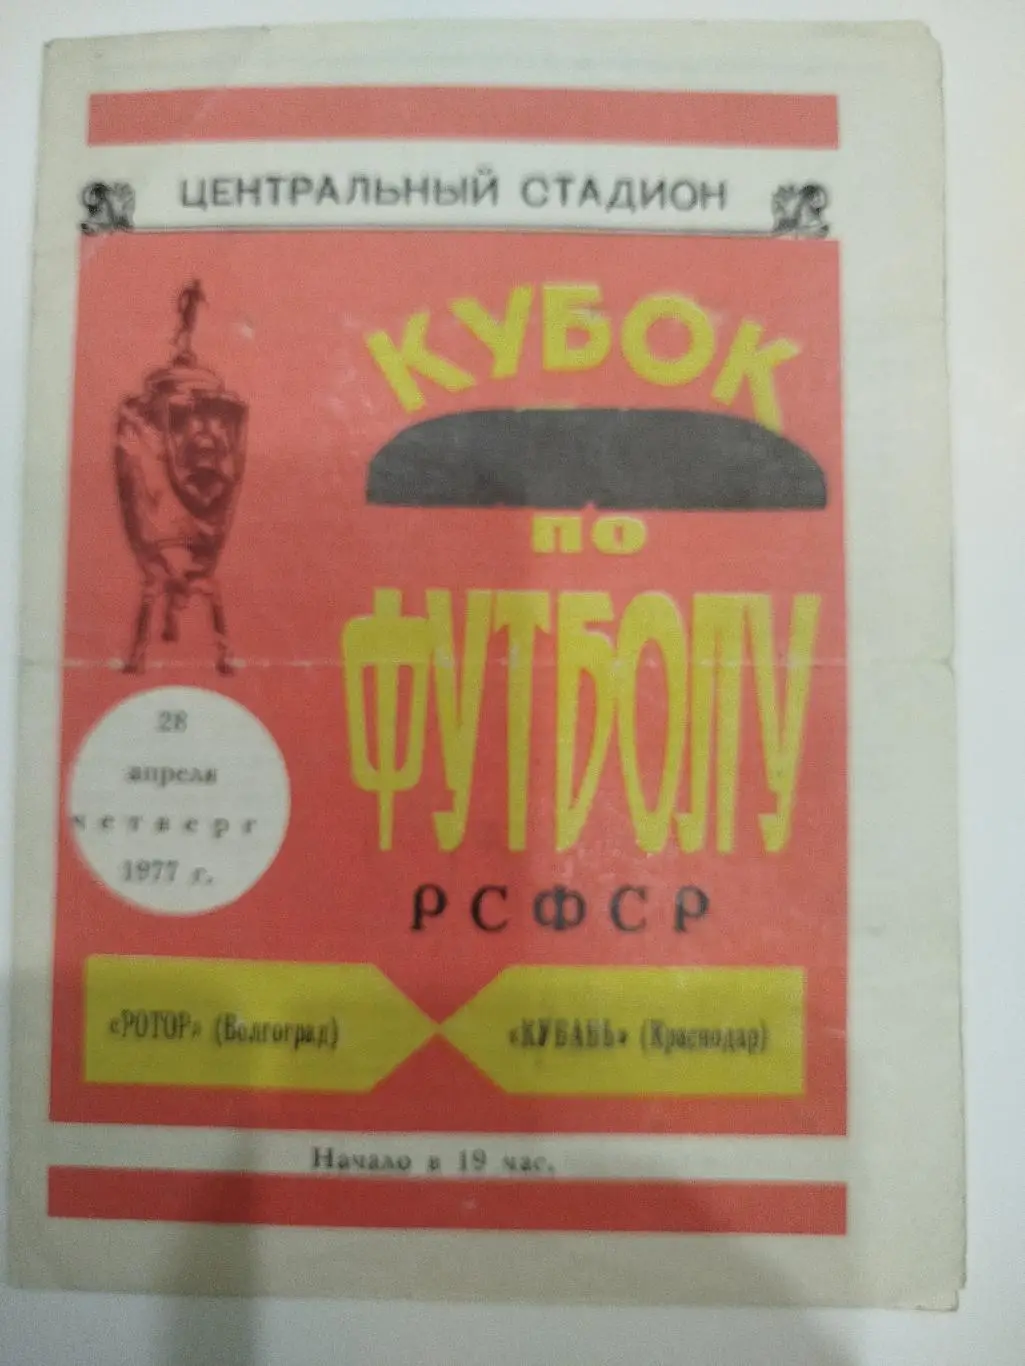 ЦЕНТРАЛЬНЫЙ СТАДИОН
КУБОК
по
ФУТБОЛУ
РСФСР
28
апреля
четверг
1977 г.
«РОТОР» (Волгоград)
«КУБАНЬ» (Краснодар)
Начало в 19 час.